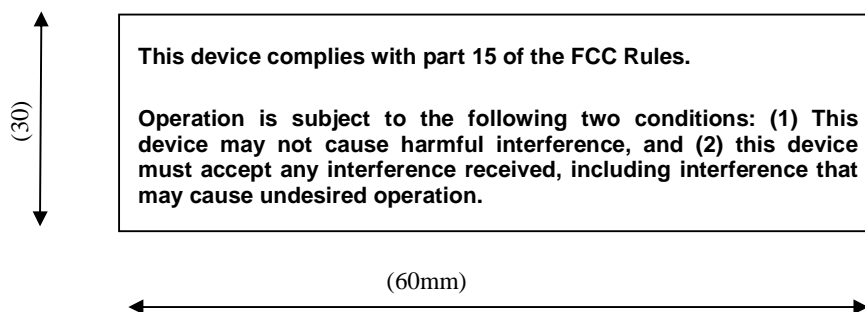 This device complies with part 15 of the FCC Rules.
Operation is subject to the following two conditions: (1) This
device may not cause harmful interference, and (2) this device
must accept any interference received, including interference that
may cause undesired operation.
(30)
(60mm)